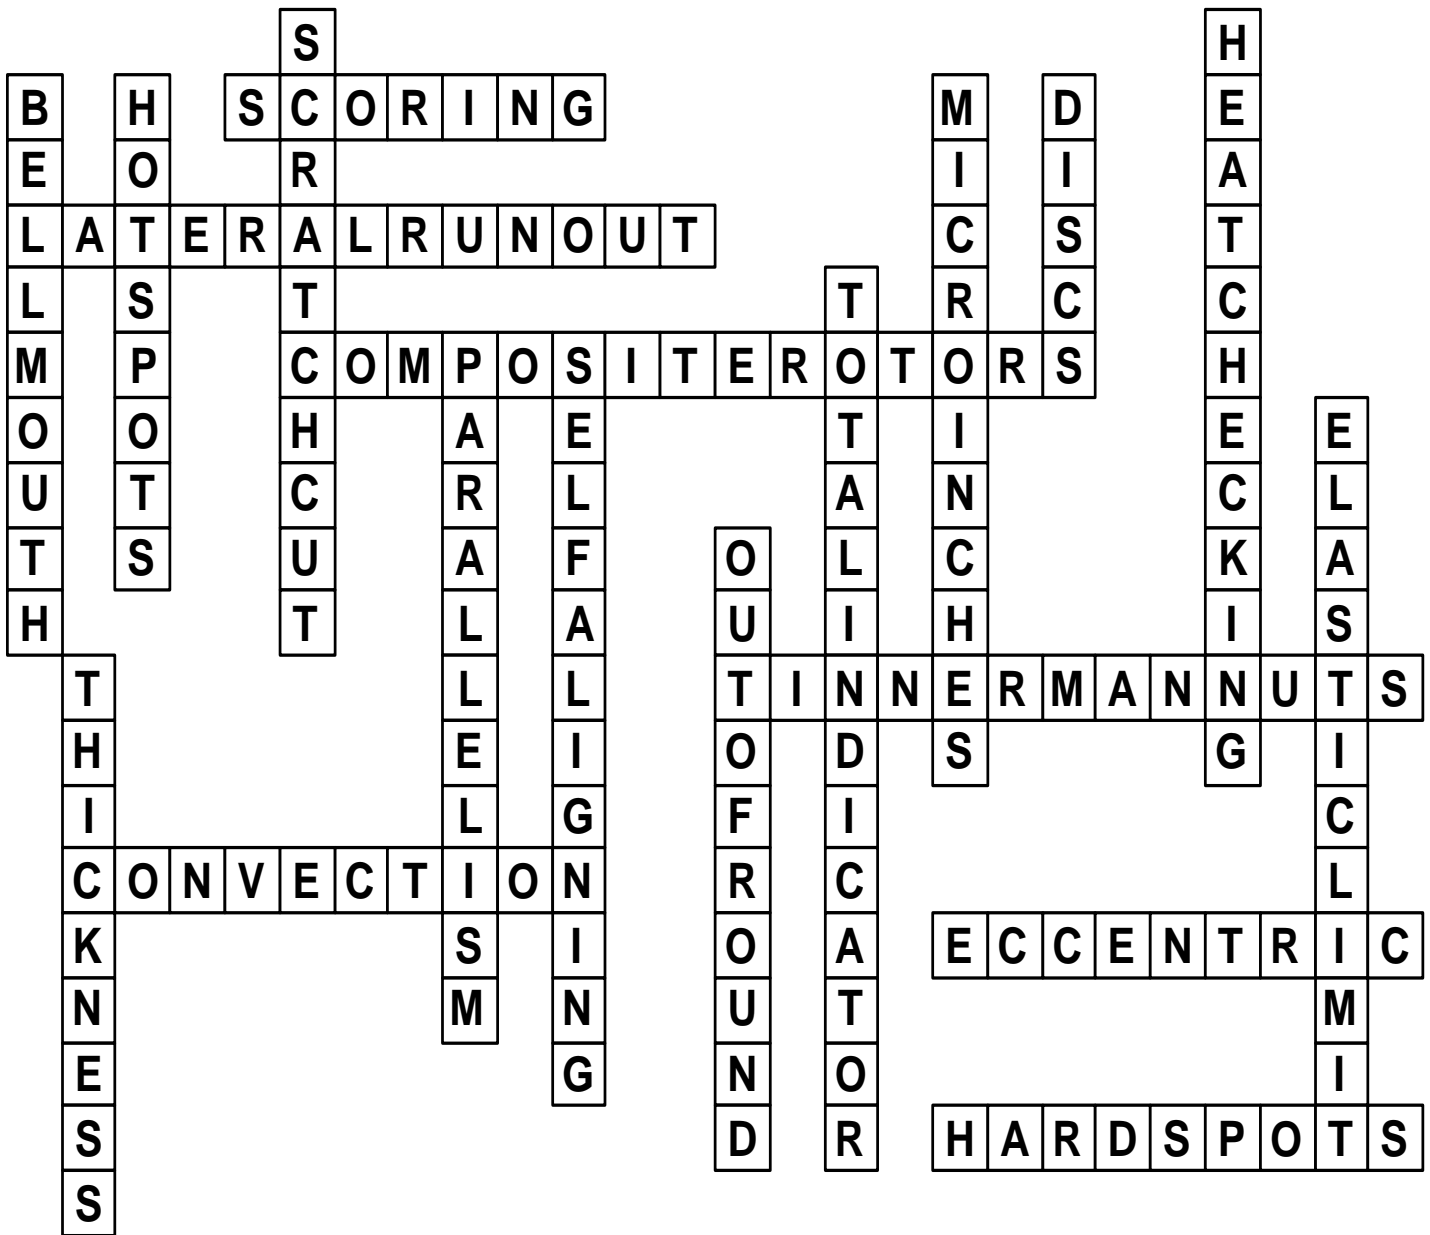 SCRATCHCUT
HEATCHECKING
BELLMOUTH
HOTSPOTS
SCORING
MICROINCHES
DISCS
LATERALRUNOUT
TOTALINDICATOR
COMPOSITEROTORS
PARALLELISM
SELFALIGNING
ELASTICLIMIT
OUTOFROUND
THICKNESS
TINNERMANNUTS
CONVECTION
ECCENTRIC
HARDSPOTS